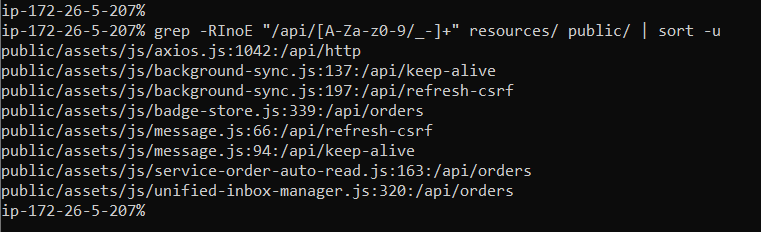 ip-172-26-5-207%
ip-172-26-5-207% grep -RInoE "/api/[A-Za-z0-9/_-]+" resources/ public/ | sort -u
public/assets/js/axios.js:1042:/api/http
public/assets/js/background-sync.js:137:/api/keep-alive
public/assets/js/background-sync.js:197:/api/refresh-csrf
public/assets/js/badge-store.js:339:/api/orders
public/assets/js/message.js:66:/api/refresh-csrf
public/assets/js/message.js:94:/api/keep-alive
public/assets/js/service-order-auto-read.js:163:/api/orders
public/assets/js/unified-inbox-manager.js:320:/api/orders
ip-172-26-5-207%